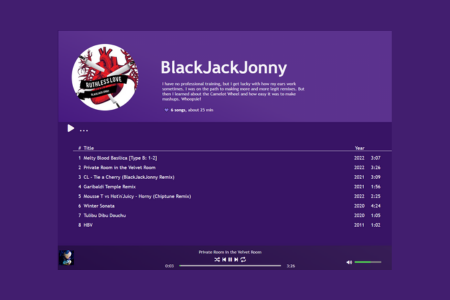 BlackJackJonny
I have no professional training, but I get lucky with how my ears work
sometimes, I was on the path to making more and more legit remixes. But
then I learned about the Camelot Wheel and how easy it was to make
mashups. Whoopsie!
6 songs, about 23 min
RUTHLESS LOVE
# Title Year
1 Melty Blood Basilica [Type B: 1-2] 2022 3:07
2 Private Room in the Velvet Room 2022 3:26
3 CL - Tie a Cherry (BlackJackJonny Remix) 2021 3:09
4 Garibaldi Temple Remix 2021 1:56
5 Mousse T vs Hot'n'Juicy - Horny (Chiptune Remix) 2022 2:25
6 Winter Sonata 2020 4:24
7 Tuilbu Dibu Douchu 2020 1:03
8 HBV 2011 1:02
Private Room in the Velvet Room
0:03 3:26